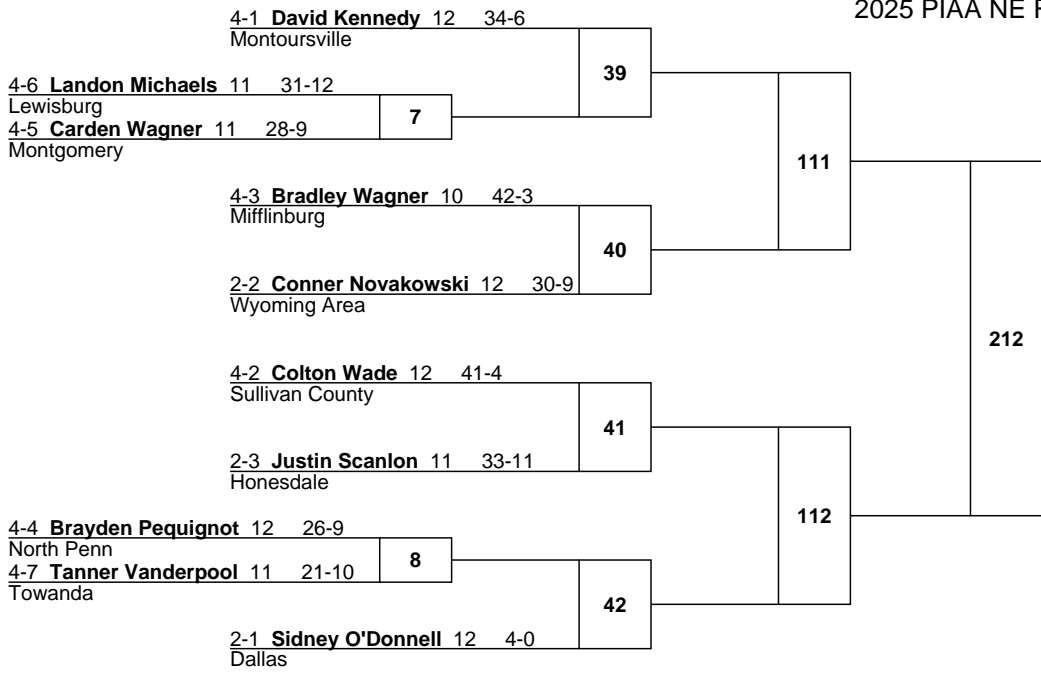 2025 PIAA NE
4-1 David Kennedy 12 34-6
Montoursville
39
4-6 Landon Michaels 11 31-12
Lewisburg
7
4-5 Carden Wagner 11 28-9
Montgomery
111
4-3 Bradley Wagner 10 42-3
Mifflinburg
40
2-2 Conner Novakowski 12 30-9
Wyoming Area
212
4-2 Colton Wade 12 41-4
Sullivan County
41
2-3 Justin Scanlon 11 33-11
Honesdale
112
4-4 Brayden Pequignot 12 26-9
North Penn
8
4-7 Tanner Vanderpool 11 21-10
Towanda
42
2-1 Sidney O'Donnell 12 4-0
Dallas